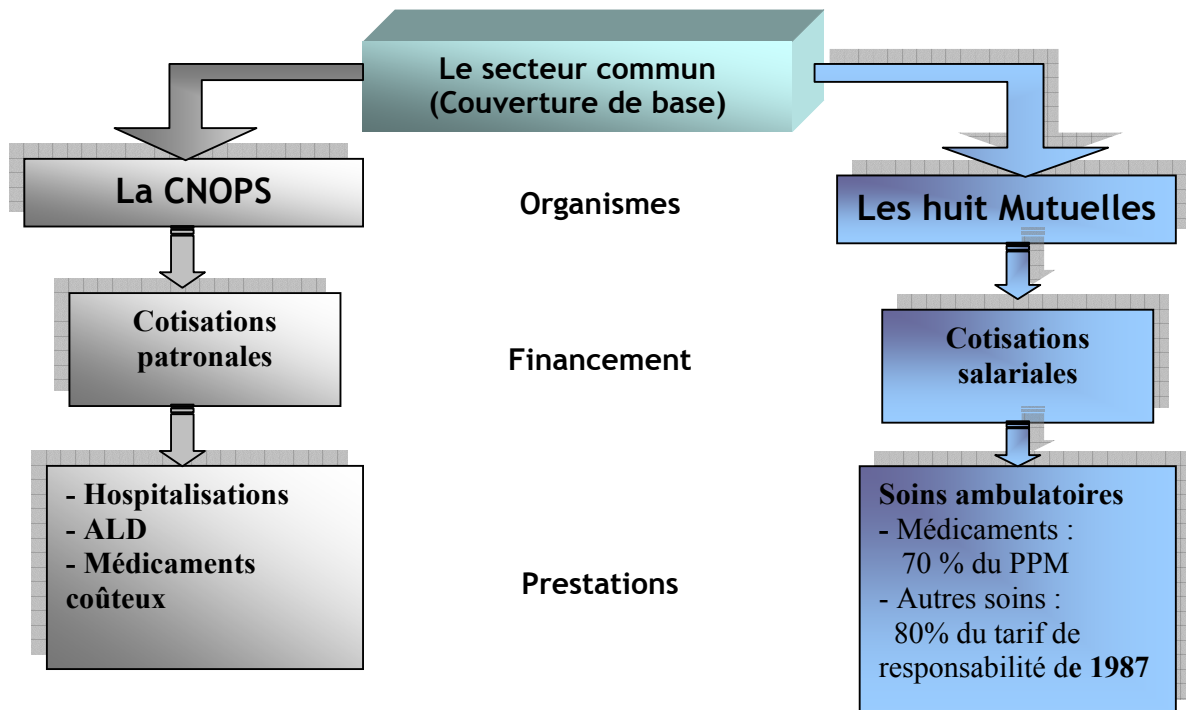 Le secteur commun
(Couverture de base)
La CNOPS
Organismes
Les huit Mutuelles
Cotisations
patronales
Financement
Cotisations
salariales
- Hospitalisations
- ALD
- Médicaments
coûteux
Prestations
Soins ambulatoires
- Médicaments :
70 % du PPM
- Autres soins :
80% du tarif de
responsabilité de 1987